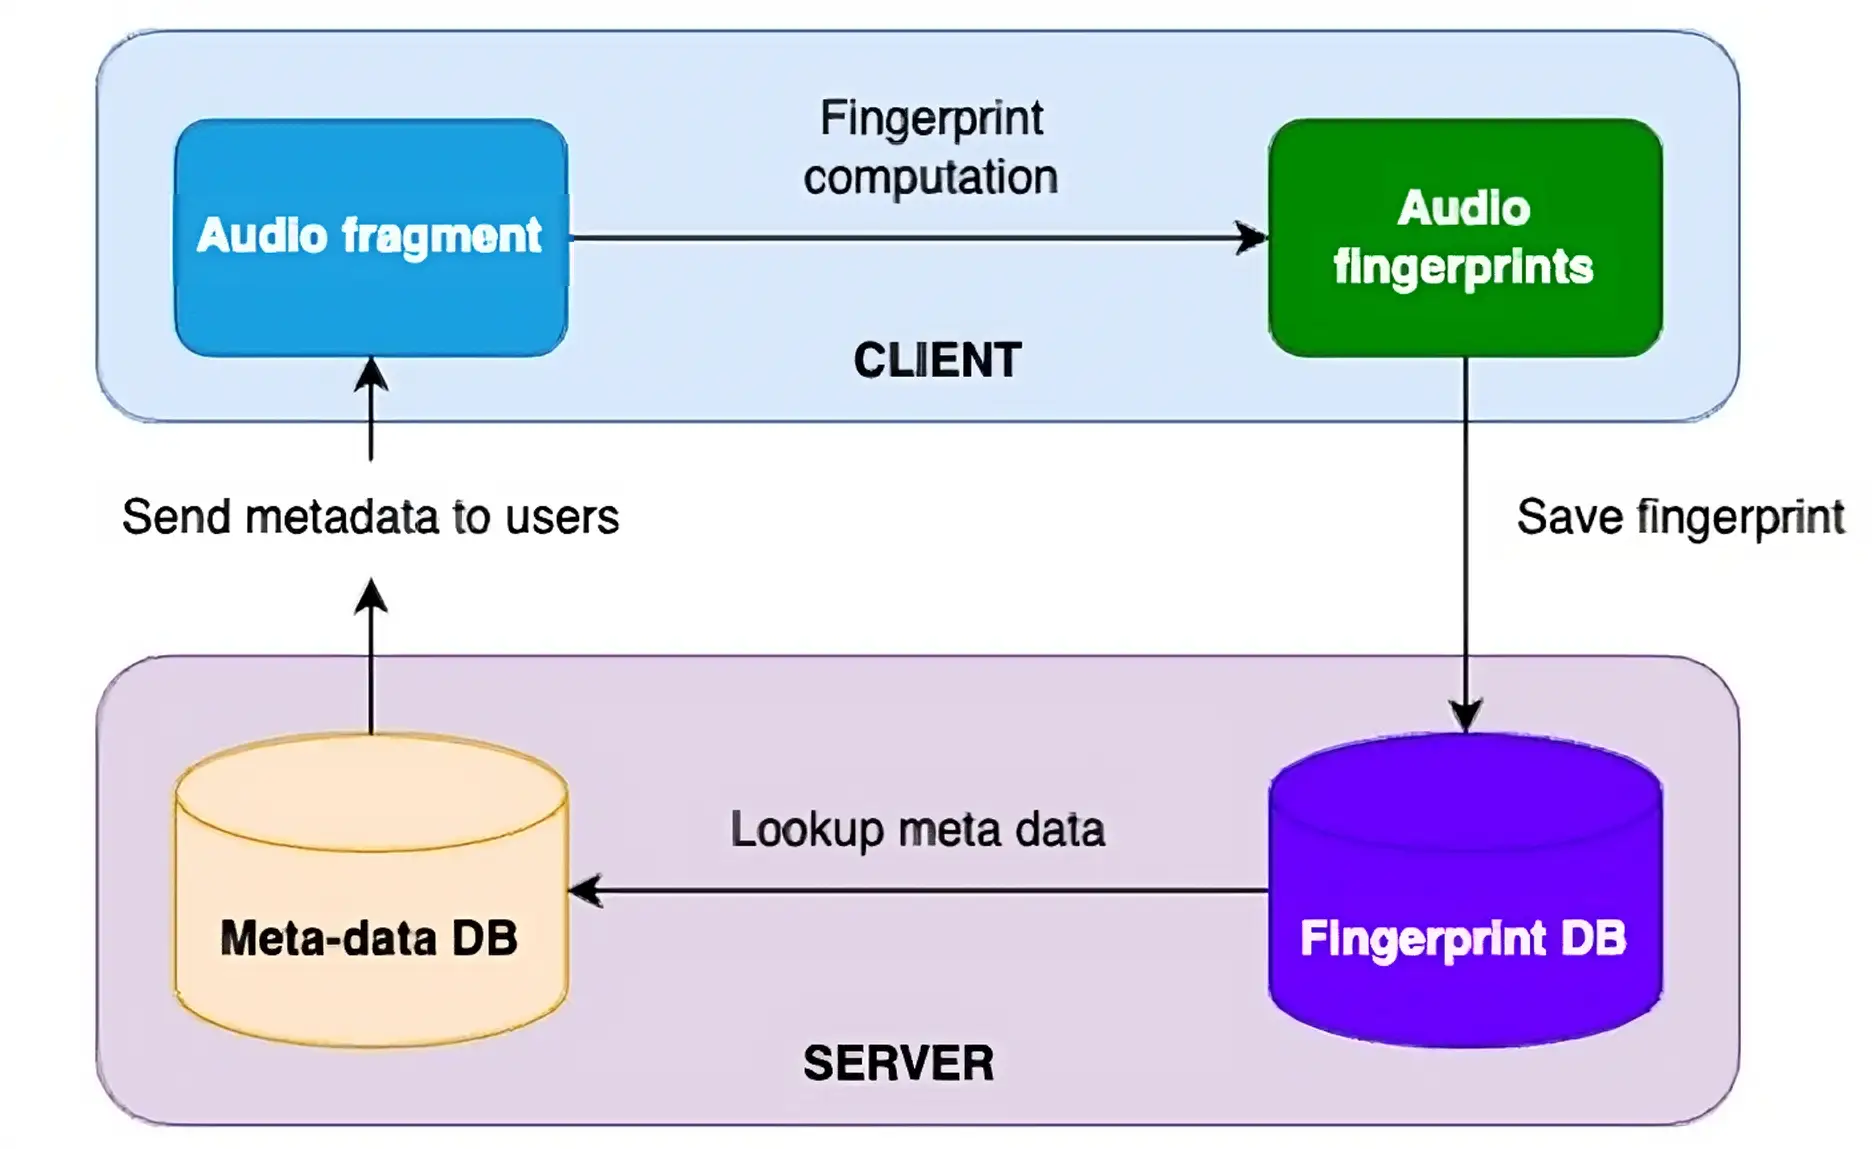 Fingerprint
computation
Audio fragment
Audio
fingerprints
CLIENT
Send metadata to users
Save fingerprint
Lookup meta data
Meta-data DB
Fingerprint DB
SERVER